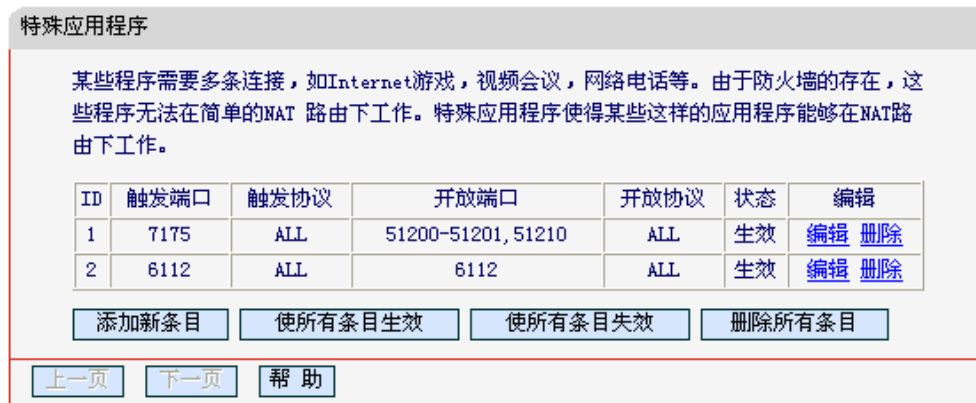 特殊应用程序
某些程序需要多条连接，如Internet游戏，视频会议，网络电话等。由于防火墙的存在，这
些程序无法在简单的NAT 路由下工作。特殊应用程序使得某些这样的应用程序能够在NAT路
由下工作。
ID 触发端口 触发协议 开放端口 开放协议 状态 编辑
1 7175 ALL 51200-51201,51210 ALL 生效 编辑 删除
2 6112 ALL 6112 ALL 生效 编辑 删除
添加新条目 使所有条目生效 使所有条目失效 删除所有条目
上一页 下一页 帮 助